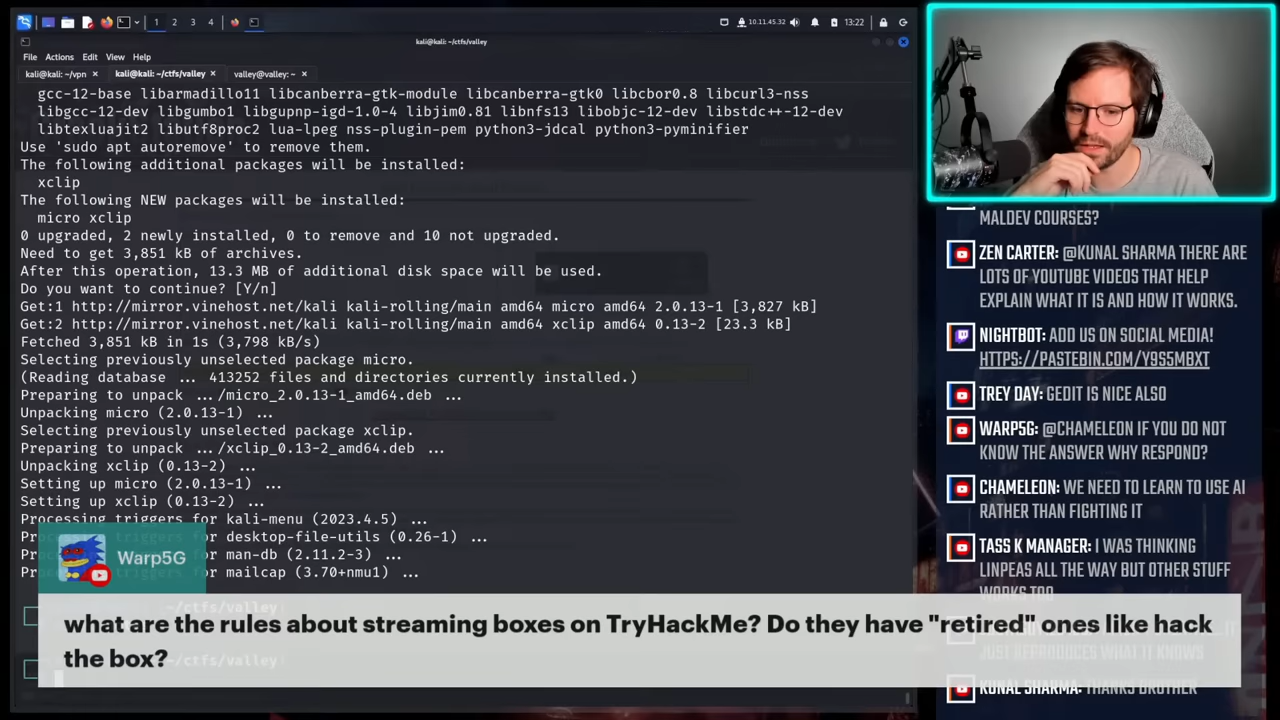 1 2 3 4
10.11.45.32
13:22
kali@kali: ~/ctfs/valley
File Actions Edit View Help
kali@kali: ~/vpn × kali@kali: ~/ctfs/valley × valley@valley: ~ ×
gcc-12-base libarmadillo11 libcanberra-gtk-module libcanberra-gtk0 libcbor0.8 libcurl3-nss
libgcc-12-dev libgumbo1 libgupnp-igd-1.0-4 libjim0.81 libnfs13 libobjc-12-dev libstdc++-12-dev
libtexluajit2 libutf8proc2 lua-lpeg nss-plugin-pem python3-jdcal python3-pyminifier
Use 'sudo apt autoremove' to remove them.
The following additional packages will be installed:
xclip
The following NEW packages will be installed:
micro xclip
0 upgraded, 2 newly installed, 0 to remove and 10 not upgraded.
Need to get 3,851 kB of archives.
After this operation, 13.3 MB of additional disk space will be used.
Do you want to continue? [Y/n]
Get:1 http://mirror.vinehost.net/kali kali-rolling/main amd64 micro amd64 2.0.13-1 [3,827 kB]
Get:2 http://mirror.vinehost.net/kali kali-rolling/main amd64 xclip amd64 0.13-2 [23.3 kB]
Fetched 3,851 kB in 1s (3,798 kB/s)
Selecting previously unselected package micro.
(Reading database ... 413252 files and directories currently installed.)
Preparing to unpack .../micro_2.0.13-1_amd64.deb ...
Unpacking micro (2.0.13-1) ...
Selecting previously unselected package xclip.
Preparing to unpack .../xclip_0.13-2_amd64.deb ...
Unpacking xclip (0.13-2) ...
Setting up micro (2.0.13-1) ...
Setting up xclip (0.13-2) ...
Processing triggers for kali-menu (2023.4.5) ...
for desktop-file-utils (0.26-1) ...
for man-db (2.11.2-3) ...
for mailcap (3.70+nmu1) ...
Warp5G
what are the rules about streaming boxes on TryHackMe? Do they have "retired" ones like hack
the box?
MALDEV COURSES?
ZEN CARTER: @KUNAL SHARMA THERE ARE
LOTS OF YOUTUBE VIDEOS THAT HELP
EXPLAIN WHAT IT IS AND HOW IT WORKS.
NIGHTBOT: ADD US ON SOCIAL MEDIA!
HTTPS://PASTEBIN.COM/Y9S5MBXT
TREY DAY: GEDIT IS NICE ALSO
WARP5G: @CHAMELEON IF YOU DO NOT
KNOW THE ANSWER WHY RESPOND?
CHAMELEON: WE NEED TO LEARN TO USE AI
RATHER THAN FIGHTING IT
TASS K MANAGER: I WAS THINKING
LINPEAS ALL THE WAY BUT OTHER STUFF
WORKS TOO
KUNAL SHARMA: THANKS BROTHER